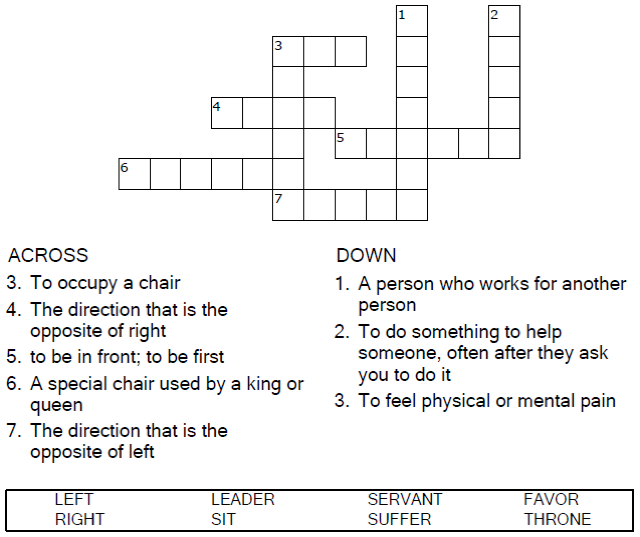 1 2
3
4
5
6
7
ACROSS
3. To occupy a chair
4. The direction that is the
opposite of right
5. to be in front; to be first
6. A special chair used by a king or
queen
7. The direction that is the
opposite of left
DOWN
1. A person who works for another
person
2. To do something to help
someone, often after they ask
you to do it
3. To feel physical or mental pain
LEFT LEADER SERVANT FAVOR
RIGHT SIT SUFFER THRONE